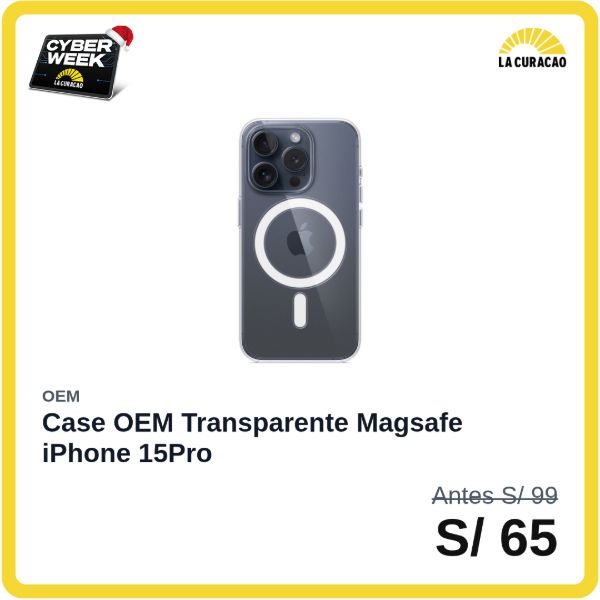 CYBER
WEEK
LA CURACAO
LA CURACAO
OEM
Case OEM Transparente Magsafe
iPhone 15Pro
Antes S/ 99
S/ 65